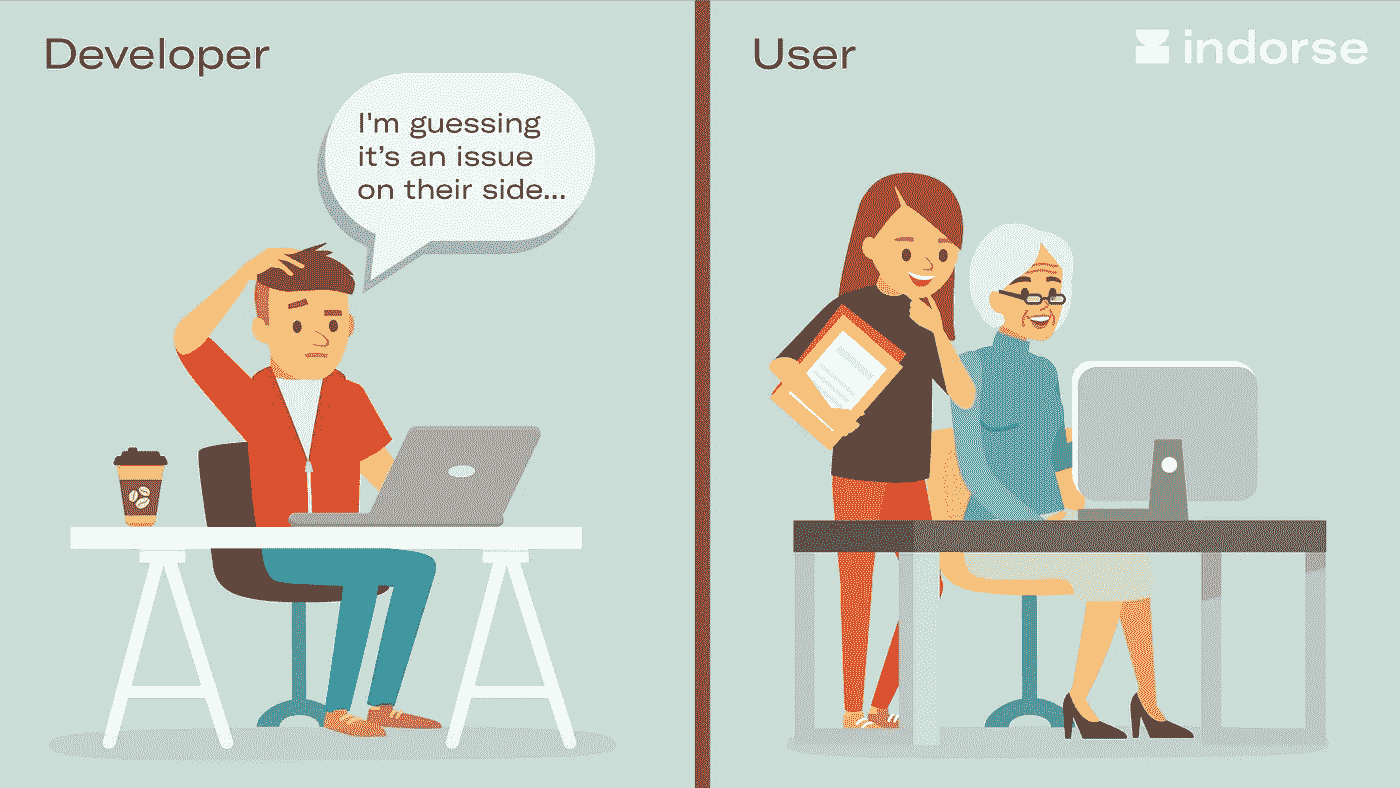 Developer
I'm guessing
it's an issue
on their side...
User
indorse